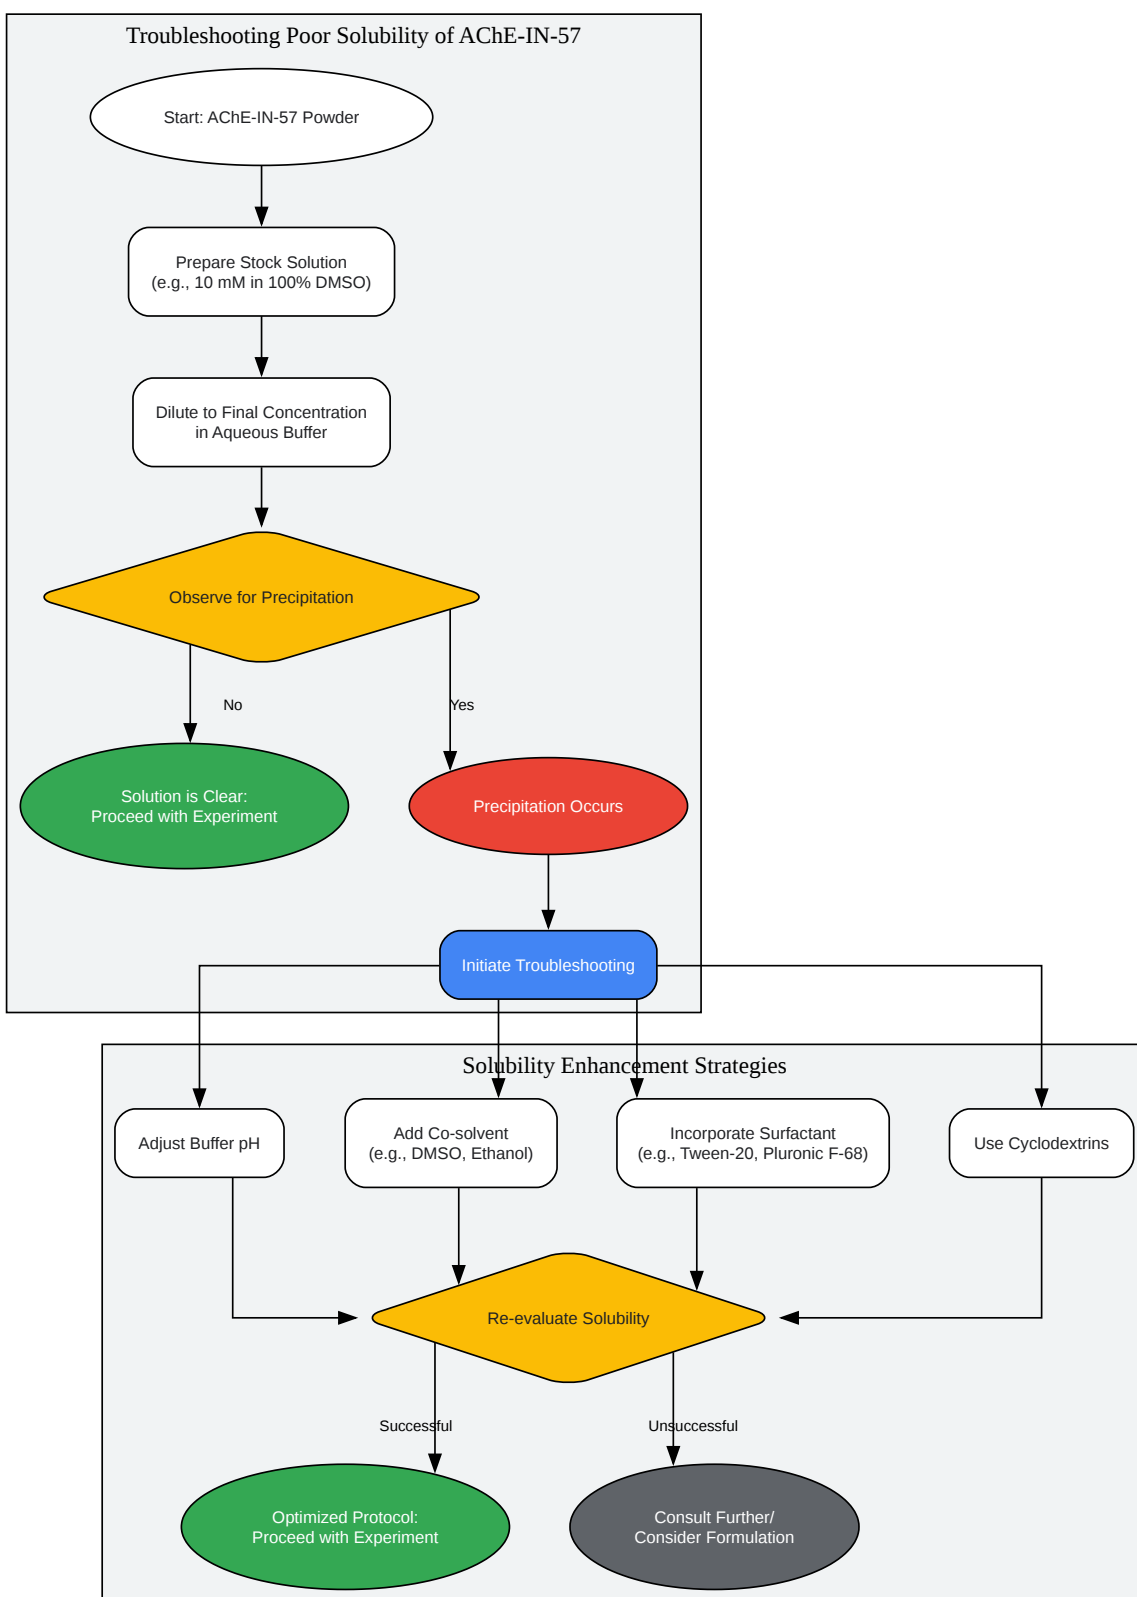 Troubleshooting Poor Solubility of AChE-IN-57
Start: AChE-IN-57 Powder
Prepare Stock Solution
(e.g., 10 mM in 100% DMSO)
Dilute to Final Concentration
in Aqueous Buffer
Observe for Precipitation
No
Yes
Solution is Clear:
Proceed with Experiment
Precipitation Occurs
Initiate Troubleshooting
Solubility Enhancement Strategies
Adjust Buffer pH
Add Co-solvent
(e.g., DMSO, Ethanol)
Incorporate Surfactant
(e.g., Tween-20, Pluronic F-68)
Use Cyclodextrins
Re-evaluate Solubility
Successful
Unsuccessful
Optimized Protocol:
Proceed with Experiment
Consult Further/
Consider Formulation